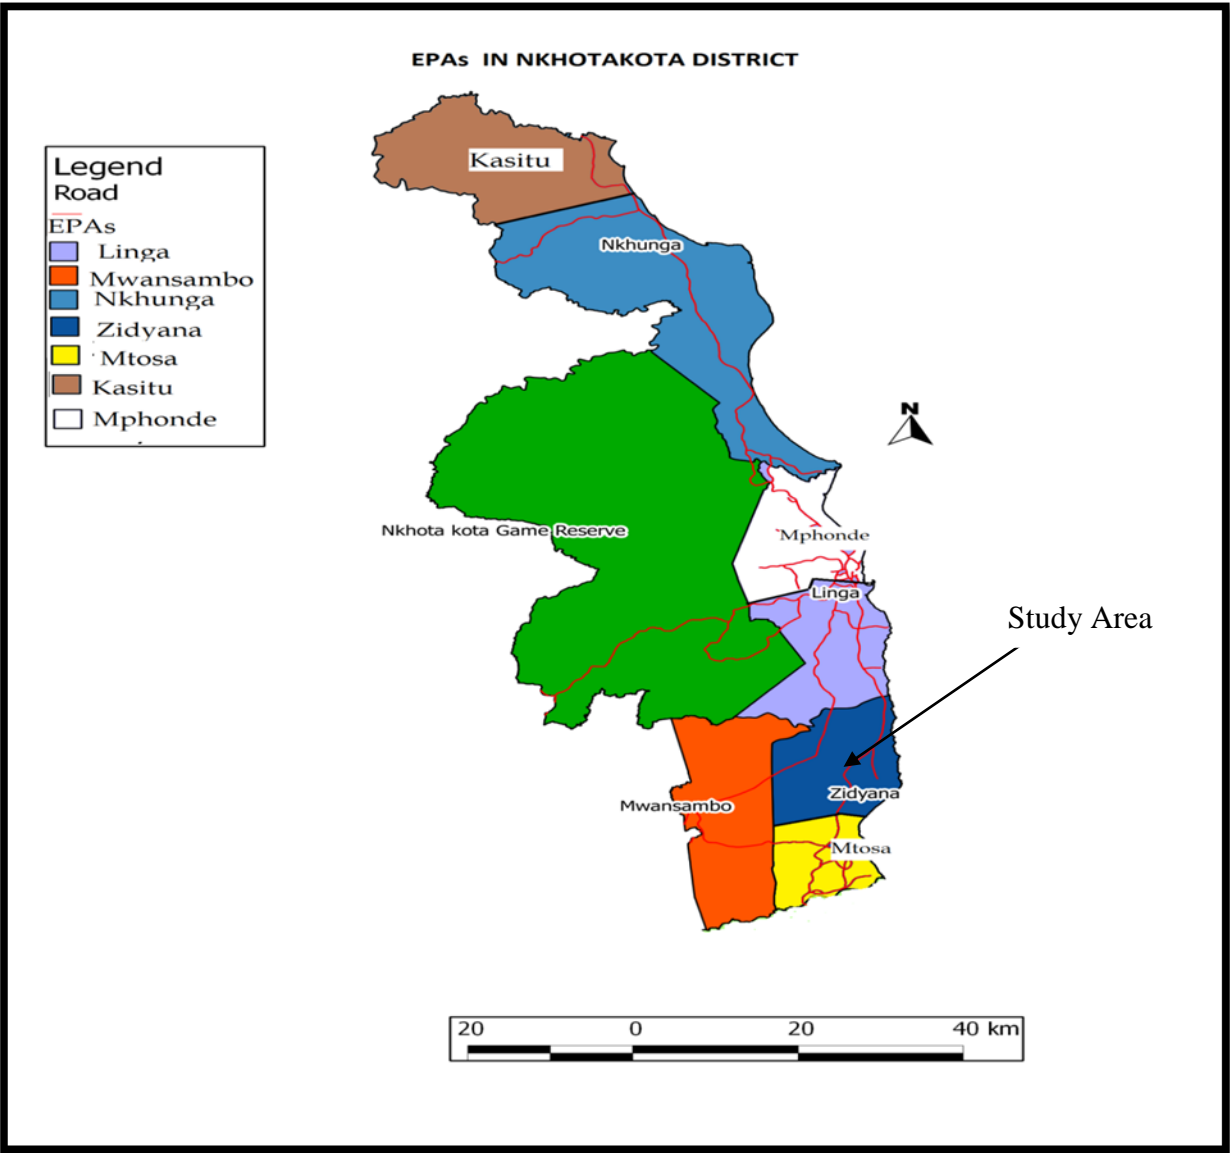 EPAs IN NKHOTAKOTA DISTRICT
Legend
Road
EPAs
Linga
Mwansambo
Nkhunga
Zidyana
Mtosa
Kasitu
Mphonde
Kasitu
Nkhunga
N
Nkhota kota Game Reserve
Mphonde
Linga
Study Area
Zidyana
Mwansambo
Mtosa
20 0 20 40 km